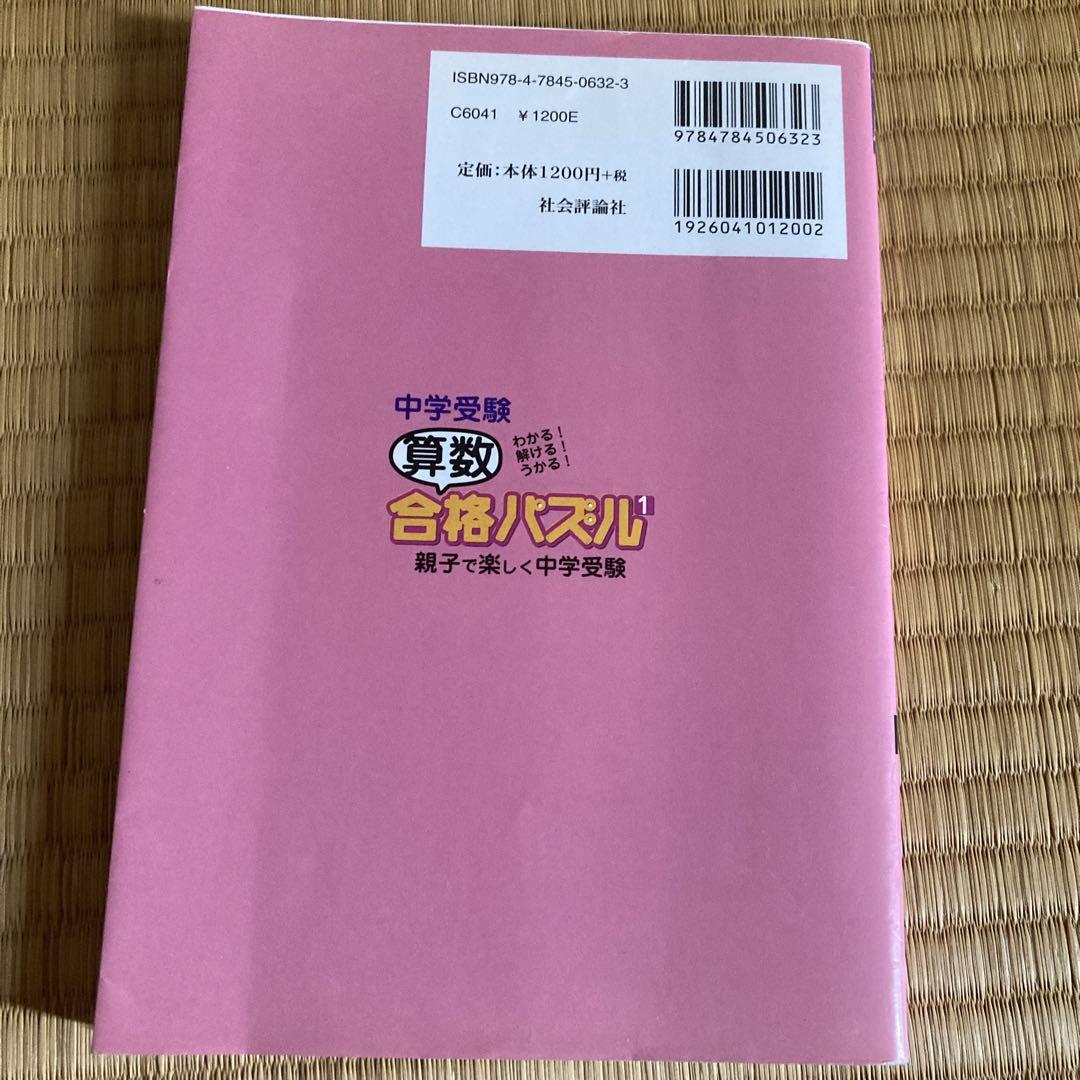 ISBN978-4-7845-0632-3
C6041 ¥1200E
定価:本体1200円+税
社会評論社
9784784506323
1926041012002
中学受験
算数
わかる!
解ける!
うかる!
合格パズル1
親子で楽しく中学受験